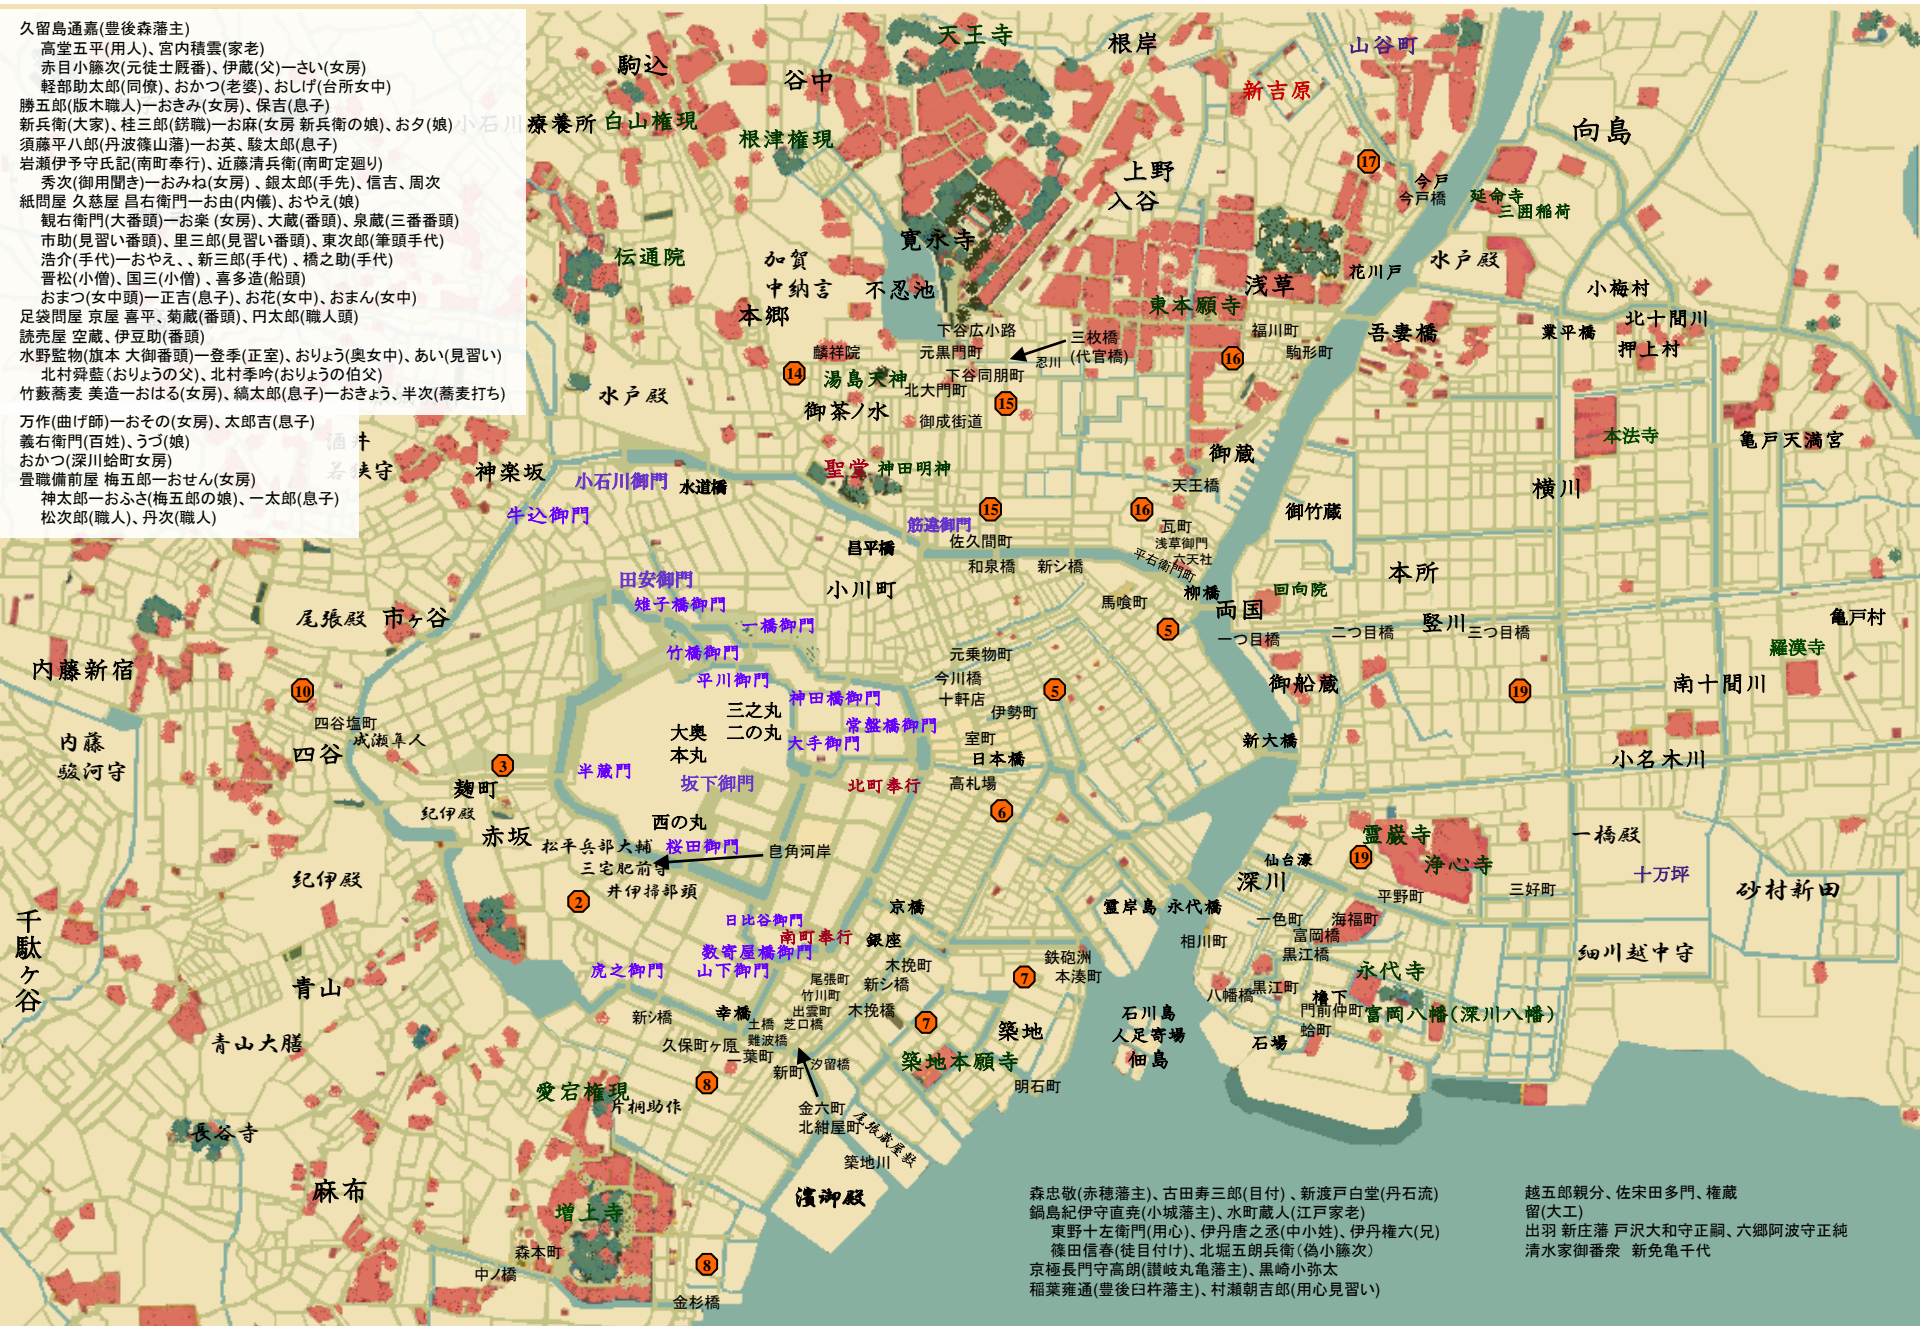 久留島通嘉(豊後森藩主)
高堂五平(用人)、宮内積雲(家老)
赤目小籐次(元徒士厩番)、伊蔵(父)ーさい(女房)
軽部助太郎(同僚)、おかつ(老婆)、おしげ(台所女中)
勝五郎(版木職人)ーおきみ(女房)、保吉(息子)
新兵衛(大家)、桂三郎(錺職)ーお麻(女房 新兵衛の娘)、お夕(娘)
須藤平八郎(丹波篠山藩)ーお英、駿太郎(息子)
岩瀬伊予守氏記(南町奉行)、近藤清兵衛(南町定廻り)
秀次(御用聞き)ーおみね(女房)、銀太郎(手先)、信吉、周次
紙問屋 久慈屋 昌右衛門ーお由(内儀)、おやえ(娘)
観右衛門(大番頭)ーお楽(女房)、大蔵(番頭)、泉蔵(三番番頭)
市助(見習い番頭)、里三郎(見習い番頭)、東次郎(筆頭手代)
浩介(手代)ーおやえ、、新三郎(手代)、橋之助(手代)
晋松(小僧)、国三(小僧)、喜多造(船頭)
おまつ(女中頭)ー正吉(息子)、お花(女中)、おまん(女中)
足袋問屋 京屋 喜平、菊蔵(番頭)、円太郎(職人頭)
読売屋 空蔵、伊豆助(番頭)
水野監物(旗本 大御番頭)ー登季(正室)、おりょう(奥女中)、あい(見習い)
北村舜藍(おりょうの父)、北村季吟(おりょうの伯父)
竹藪蕎麦 美造ーおはる(女房)、縞太郎(息子)ーおきょう、半次(蕎麦打ち)
万作(曲げ師)ーおその(女房)、太郎吉(息子)
義右衛門(百姓)、うづ(娘)
おかつ(深川蛤町女房)
畳職備前屋 梅五郎ーおせん(女房)
神太郎ーおふさ(梅五郎の娘)、一太郎(息子)
松次郎(職人)、丹次(職人)
天王寺
根岸
山谷町
駒込
谷中
新吉原
小石川療養所
白山権現
根津権現
向島
上野
入谷
17
今戸
今戸橋
延命寺
三囲稲荷
寛永寺
伝通院
加賀
中納言
不忍池
浅草
花川戸
水戸殿
小梅村
東本願寺
本郷
下谷広小路
三枚橋
(代官橋)
福川町
吾妻橋
業平橋
北十間川
押上村
麟祥院
元黒門町
忍川
駒形町
14
湯島天神
下谷同朋町
16
北大門町
水戸殿
御茶ノ水
御成街道
15
本法寺
亀戸天満宮
酒井
若狭守
神楽坂
小石川御門
水道橋
聖堂
神田明神
御蔵
天王橋
横川
牛込御門
筋違御門
15
16
御竹蔵
昌平橋
佐久間町
瓦町
浅草御門
六天社
平右衛門町
和泉橋
新シ橋
本所
田安御門
雉子橋御門
小川町
馬喰町
柳橋
両国
回向院
尾張殿
市ヶ谷
一橋御門
5
一つ目橋
二つ目橋
竪川
三つ目橋
亀戸村
羅漢寺
内藤新宿
竹橋御門
元乗物町
平川御門
今川橋
5
御船蔵
19
南十間川
10
神田橋御門
十軒店
四谷塩町
三之丸
常盤橋御門
伊勢町
成瀬隼人
大奥
二の丸
大手御門
室町
新大橋
内藤
駿河守
四谷
本丸
日本橋
小名木川
3
半蔵門
坂下御門
北町奉行
高札場
麹町
紀伊殿
6
西の丸
赤坂
松平兵部大輔
桜田御門
皀角河岸
霊巌寺
一橋殿
三宅肥前守
仙台濠
19
浄心寺
紀伊殿
井伊掃部頭
深川
平野町
三好町
十万坪
砂村新田
2
千駄ヶ谷
日比谷御門
京橋
霊岸島
永代橋
一色町
海福町
南町奉行
銀座
相川町
富岡橋
数寄屋橋御門
木挽町
鉄砲洲
黒江橋
細川越中守
虎之御門
山下御門
尾張町
新シ橋
7
本湊町
永代寺
青山
竹川町
八幡橋
黒江町
櫓下
新シ橋
幸橋
出雲町
木挽橋
石川島
門前仲町
富岡八幡(深川八幡)
土橋
芝口橋
7
築地
人足寄場
蛤町
青山大膳
久保町ヶ原
難波橋
佃島
石場
二葉町
新町
汐留橋
築地本願寺
愛宕権現
8
明石町
片桐助作
金六町
北紺屋町
尾張蔵屋敷
長谷寺
築地川
麻布
濱御殿
増上寺
森本町
8
中ノ橋
金杉橋
森忠敬(赤穂藩主)、古田寿三郎(目付)、新渡戸白堂(丹石流)
鍋島紀伊守直堯(小城藩主)、水町蔵人(江戸家老)
東野十左衛門(用心)、伊丹唐之丞(中小姓)、伊丹権六(兄)
篠田信春(徒目付け)、北堀五朗兵衛(偽小籐次)
京極長門守高朗(讃岐丸亀藩主)、黒崎小弥太
稲葉雍通(豊後臼杵藩主)、村瀬朝吉郎(用心見習い)
越五郎親分、佐宋田多門、権蔵
留(大工)
出羽 新庄藩 戸沢大和守正嗣、六郷阿波守正純
清水家御番衆 新免亀千代